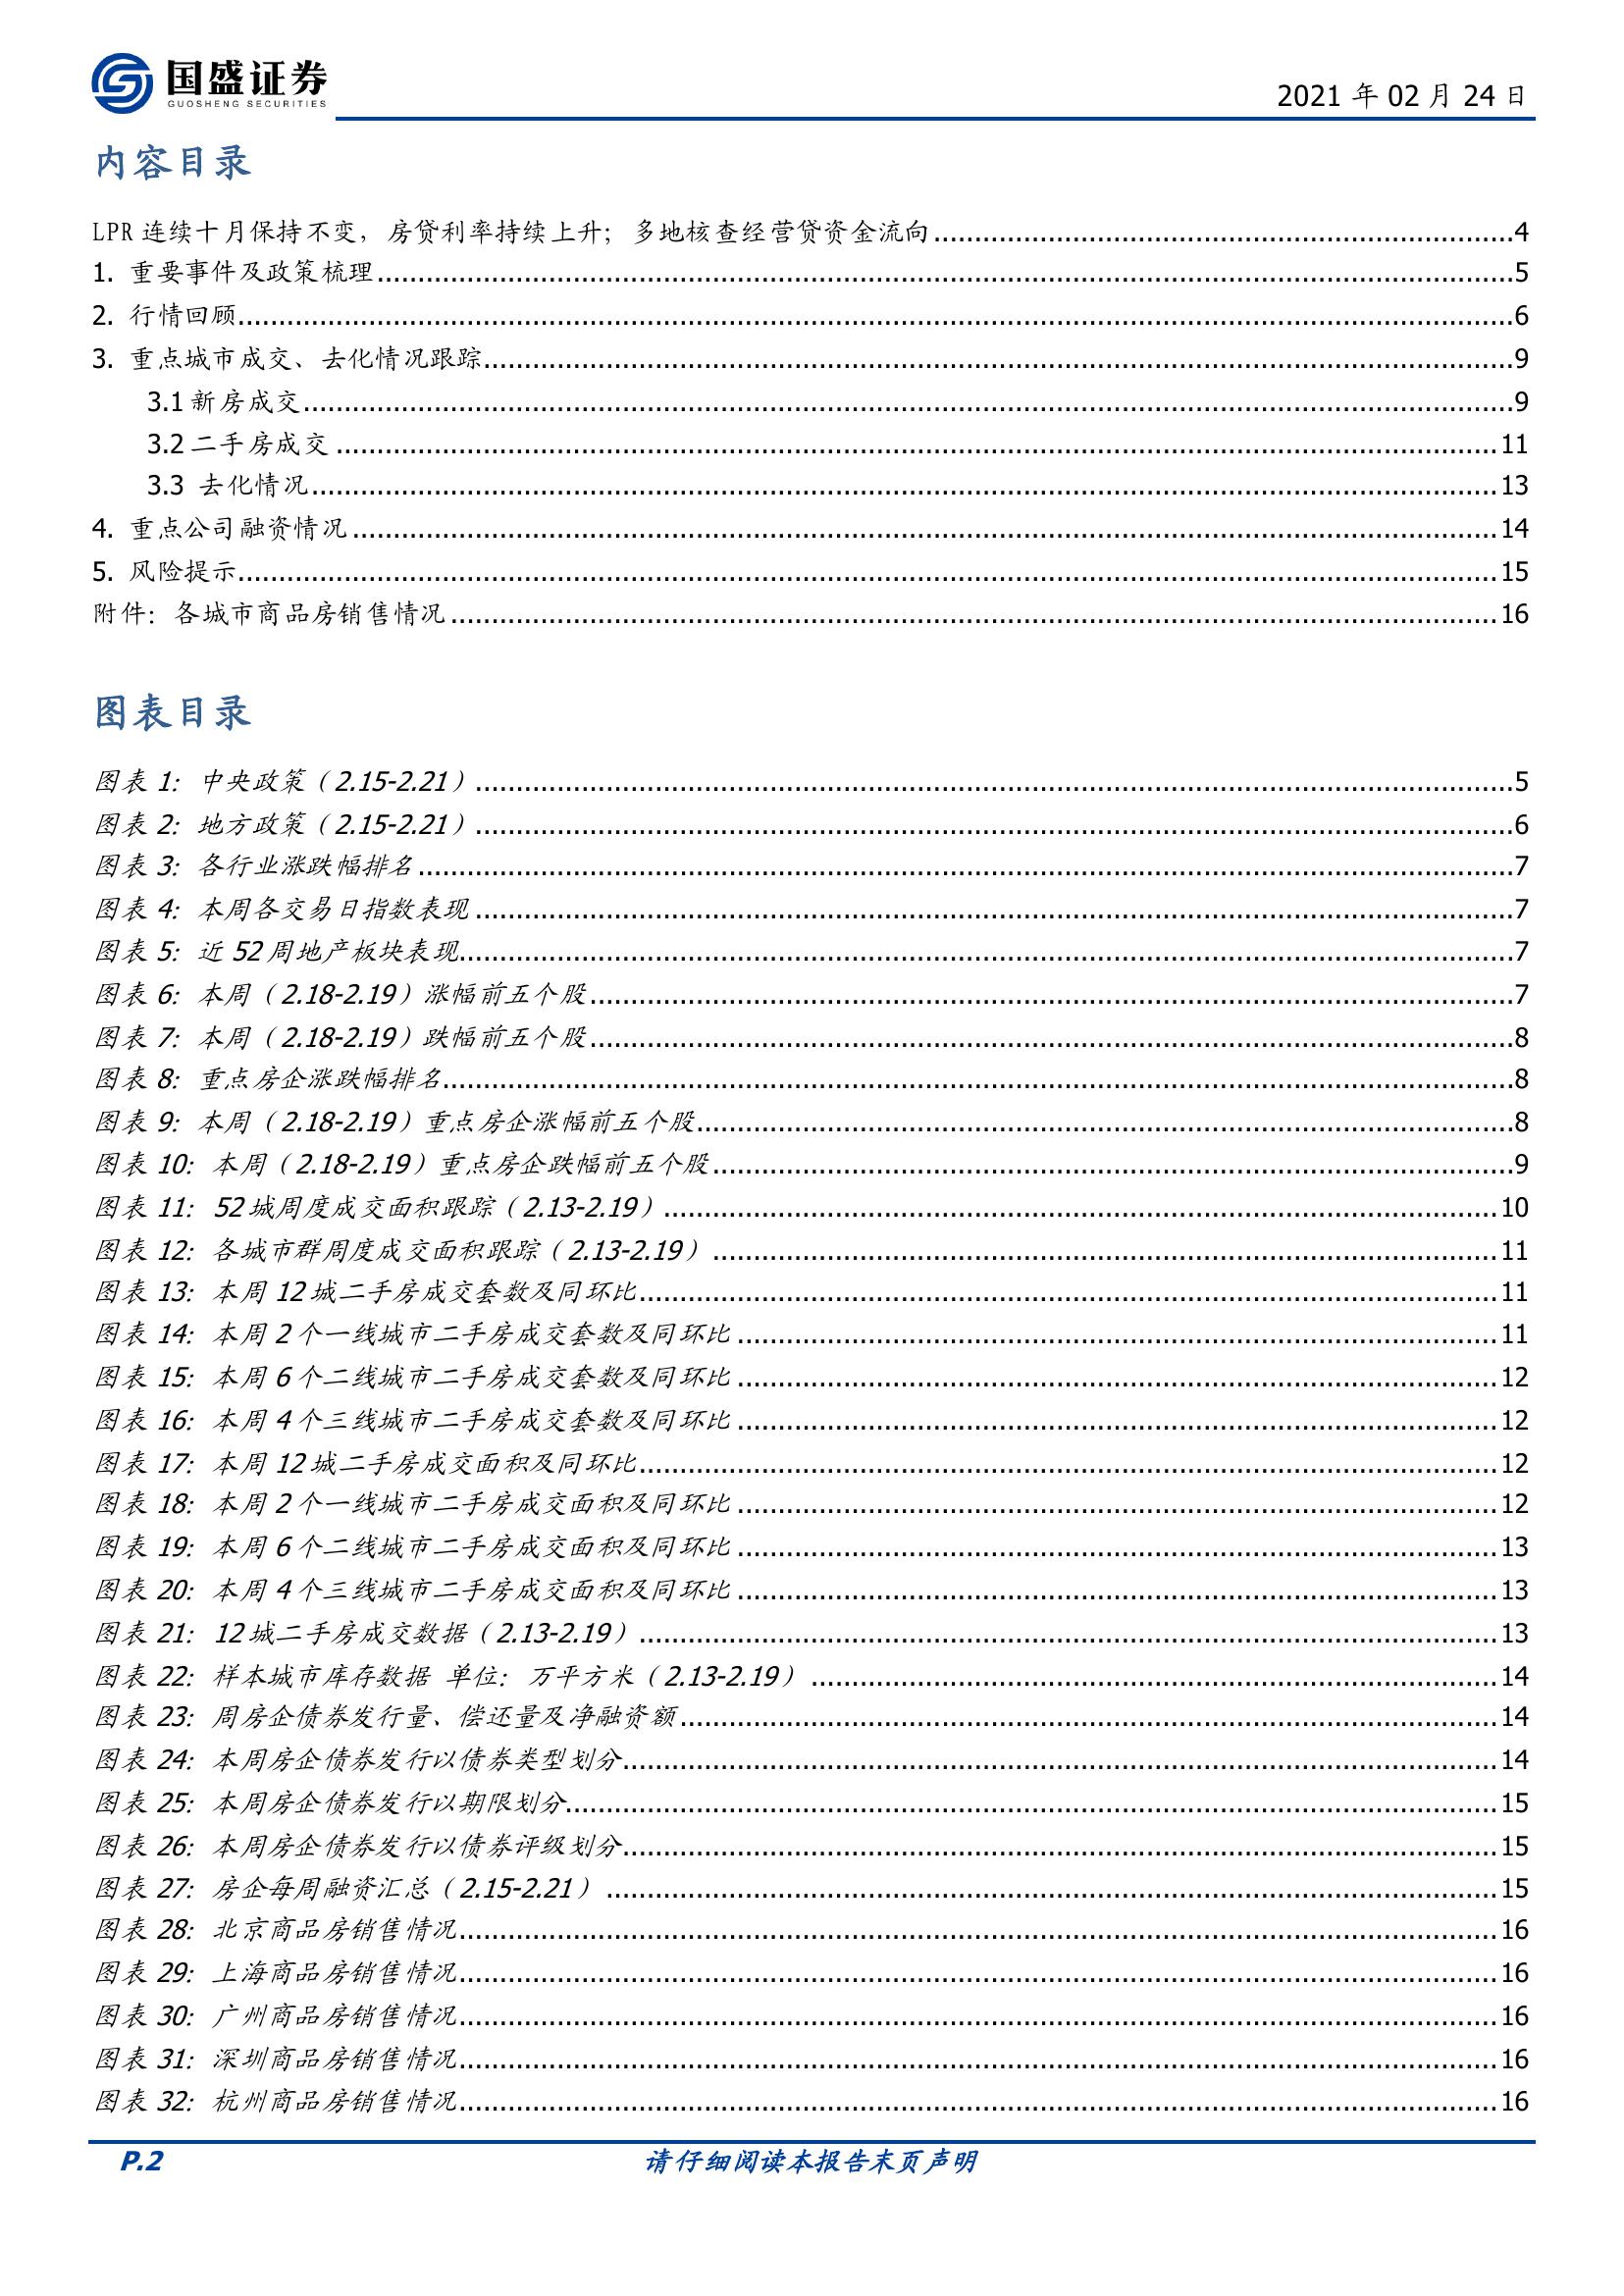 国盛证券
GUOSHENG SECURITIES
2021 年 02 月 24 日
内容目录
LPR 连续十月保持不变，房贷利率持续上升；多地核查经营贷资金流向..........4
1. 重要事件及政策梳理..........5
2. 行情回顾..........6
3. 重点城市成交、去化情况跟踪..........9
3.1 新房成交..........9
3.2 二手房成交..........11
3.3 去化情况..........13
4. 重点公司融资情况..........14
5. 风险提示..........15
附件：各城市商品房销售情况..........16
图表目录
图表 1：中央政策（2.15-2.21）..........5
图表 2：地方政策（2.15-2.21）..........6
图表 3：各行业涨跌幅排名..........7
图表 4：本周各交易日指数表现..........7
图表 5：近 52 周地产板块表现..........7
图表 6：本周（2.18-2.19）涨幅前五个股..........7
图表 7：本周（2.18-2.19）跌幅前五个股..........8
图表 8：重点房企涨跌幅排名..........8
图表 9：本周（2.18-2.19）重点房企涨幅前五个股..........8
图表 10：本周（2.18-2.19）重点房企跌幅前五个股..........9
图表 11：52 城周度成交面积跟踪（2.13-2.19）..........10
图表 12：各城市群周度成交面积跟踪（2.13-2.19）..........11
图表 13：本周 12 城二手房成交套数及同环比..........11
图表 14：本周 2 个一线城市二手房成交套数及同环比..........11
图表 15：本周 6 个二线城市二手房成交套数及同环比..........12
图表 16：本周 4 个三线城市二手房成交套数及同环比..........12
图表 17：本周 12 城二手房成交面积及同环比..........12
图表 18：本周 2 个一线城市二手房成交面积及同环比..........12
图表 19：本周 6 个二线城市二手房成交面积及同环比..........13
图表 20：本周 4 个三线城市二手房成交面积及同环比..........13
图表 21：12 城二手房成交数据（2.13-2.19）..........13
图表 22：样本城市库存数据 单位：万平方米（2.13-2.19）..........14
图表 23：周房企债券发行量、偿还量及净融资额..........14
图表 24：本周房企债券发行以债券类型划分..........14
图表 25：本周房企债券发行以期限划分..........15
图表 26：本周房企债券发行以债券评级划分..........15
图表 27：房企每周融资汇总（2.15-2.21）..........15
图表 28：北京商品房销售情况..........16
图表 29：上海商品房销售情况..........16
图表 30：广州商品房销售情况..........16
图表 31：深圳商品房销售情况..........16
图表 32：杭州商品房销售情况..........16
P.2 请仔细阅读本报告末页声明